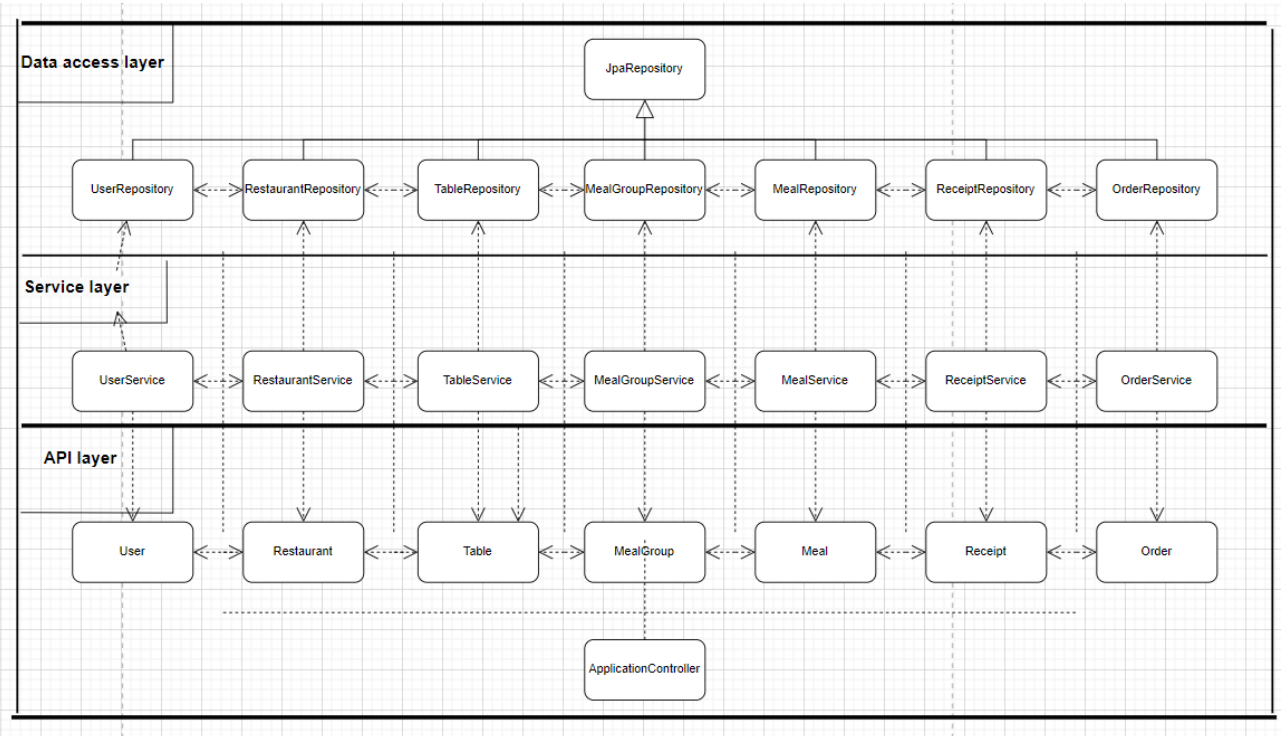 Data access layer
JpaRepository
UserRepository
RestaurantRepository
TableRepository
MealGroupRepository
MealRepository
ReceiptRepository
OrderRepository
Service layer
UserService
RestaurantService
TableService
MealGroupService
MealService
ReceiptService
OrderService
API layer
User
Restaurant
Table
MealGroup
Meal
Receipt
Order
ApplicationController